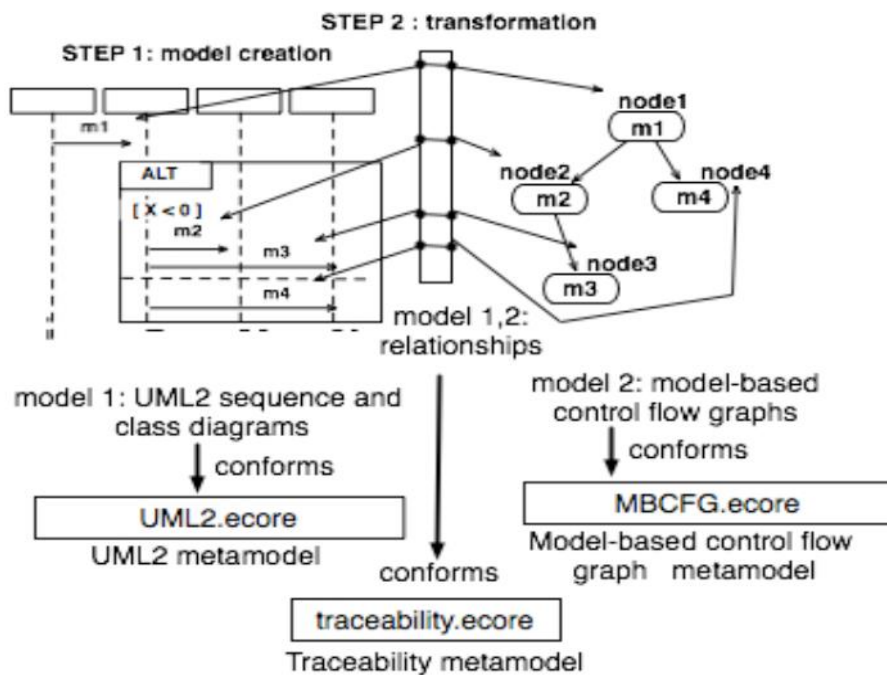 STEP 2 : transformation
STEP 1: model creation
m1
ALT
[ X < 0 ]
m2
m3
m4
node1
m1
node2
node4
m2
m4
node3
m3
model 1,2:
relationships
model 1: UML2 sequence and
class diagrams
model 2: model-based
control flow graphs
conforms
conforms
UML2.ecore
MBCFG.ecore
UML2 metamodel
Model-based control flow
graph metamodel
conforms
traceability.ecore
Traceability metamodel